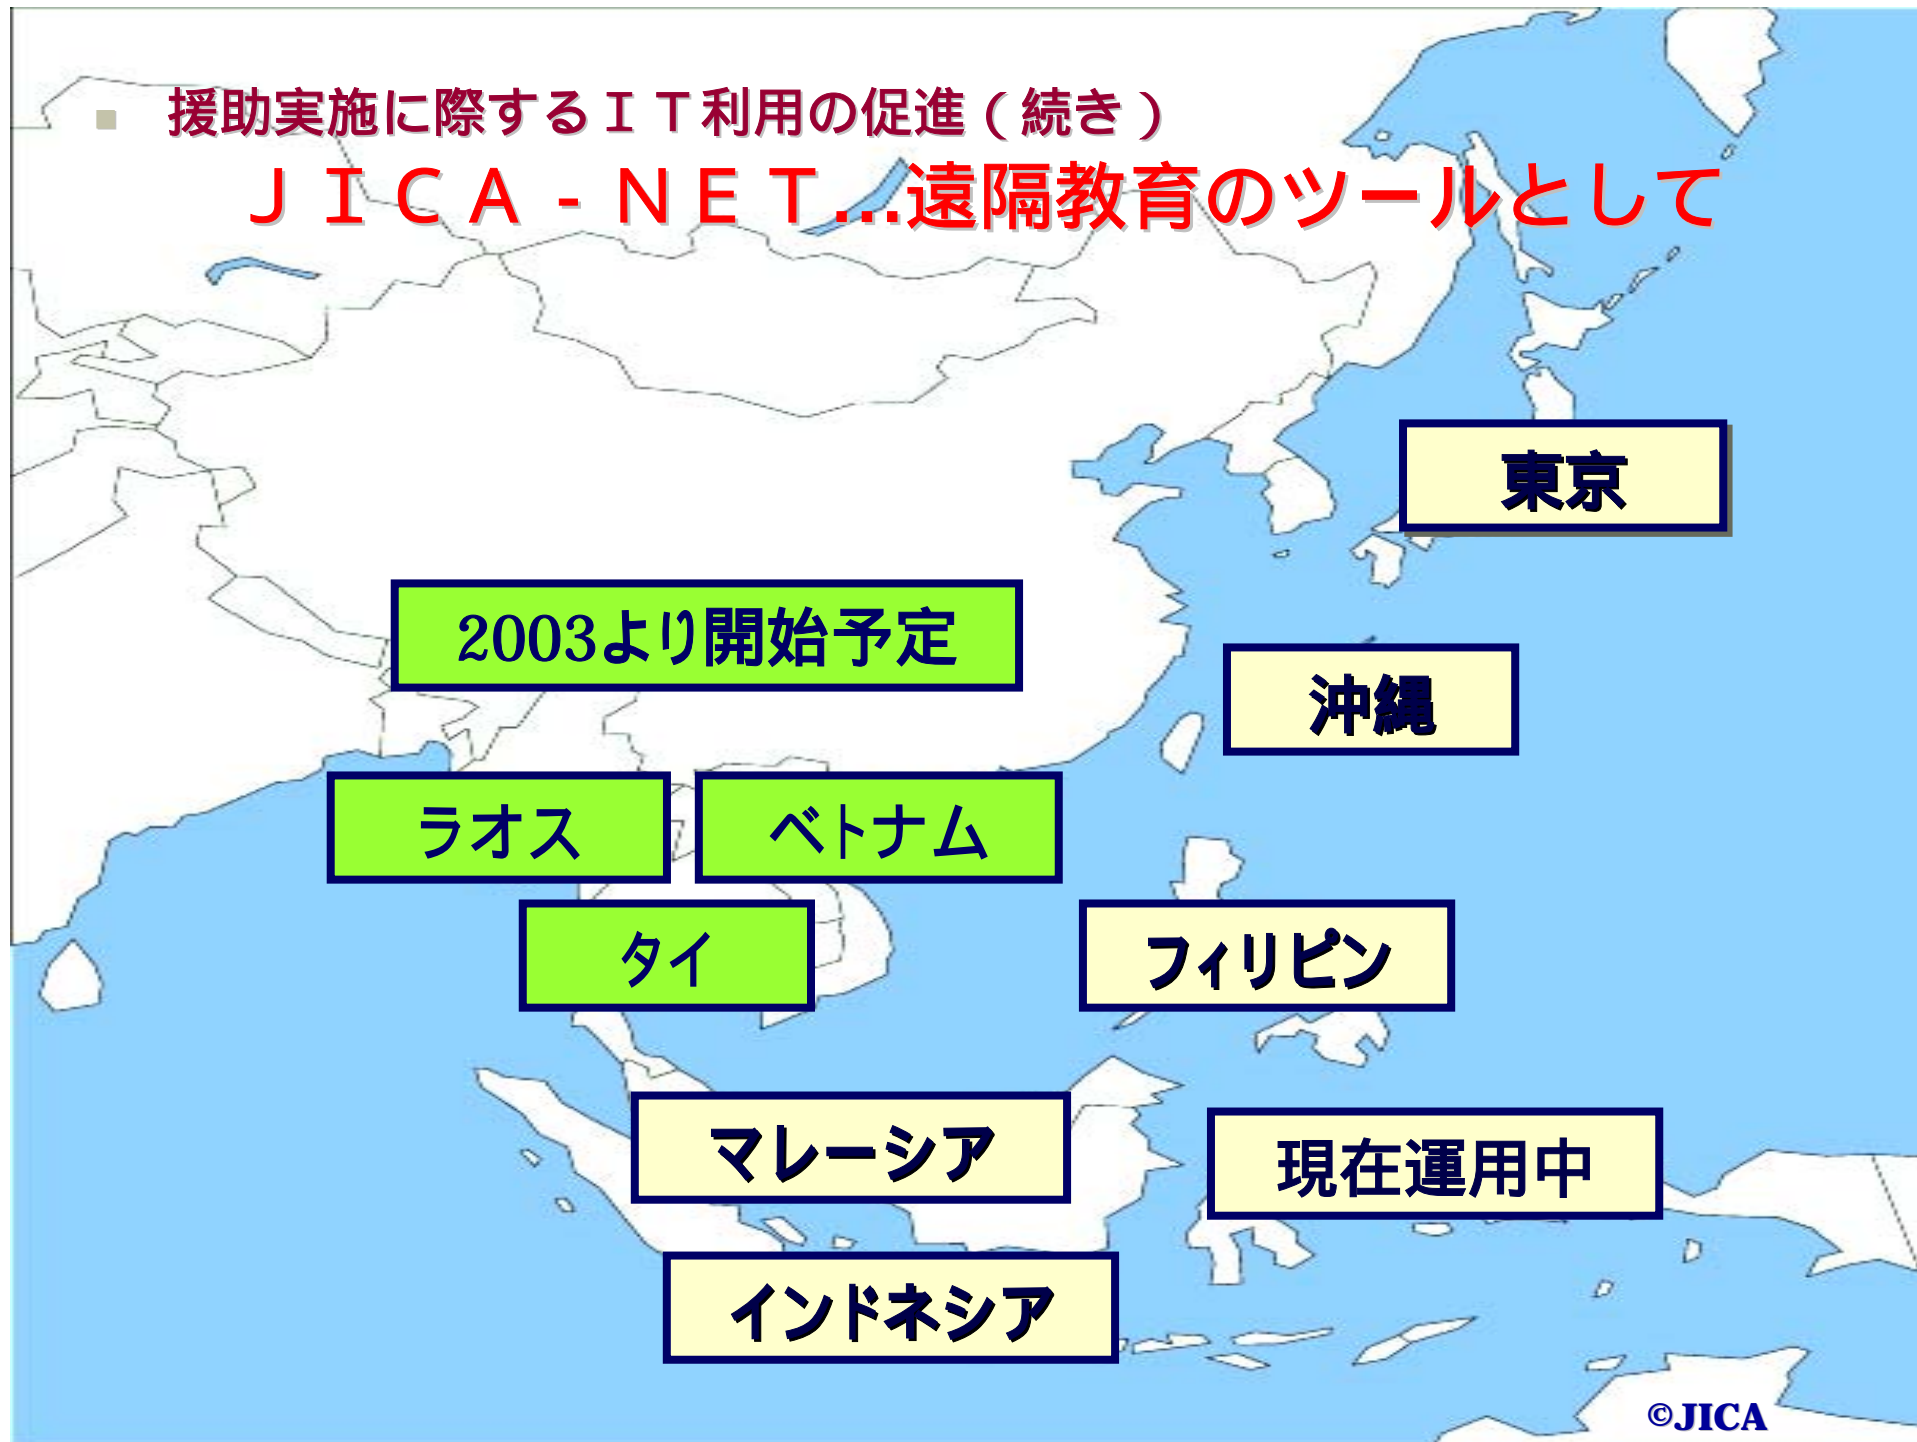 援助実施に際するＩＴ利用の促進（続き）
ＪＩＣＡ-ＮＥＴ...遠隔教育のツールとして
東京
2003より開始予定
沖縄
ラオス
ベトナム
タイ
フィリピン
マレーシア
現在運用中
インドネシア
©JICA